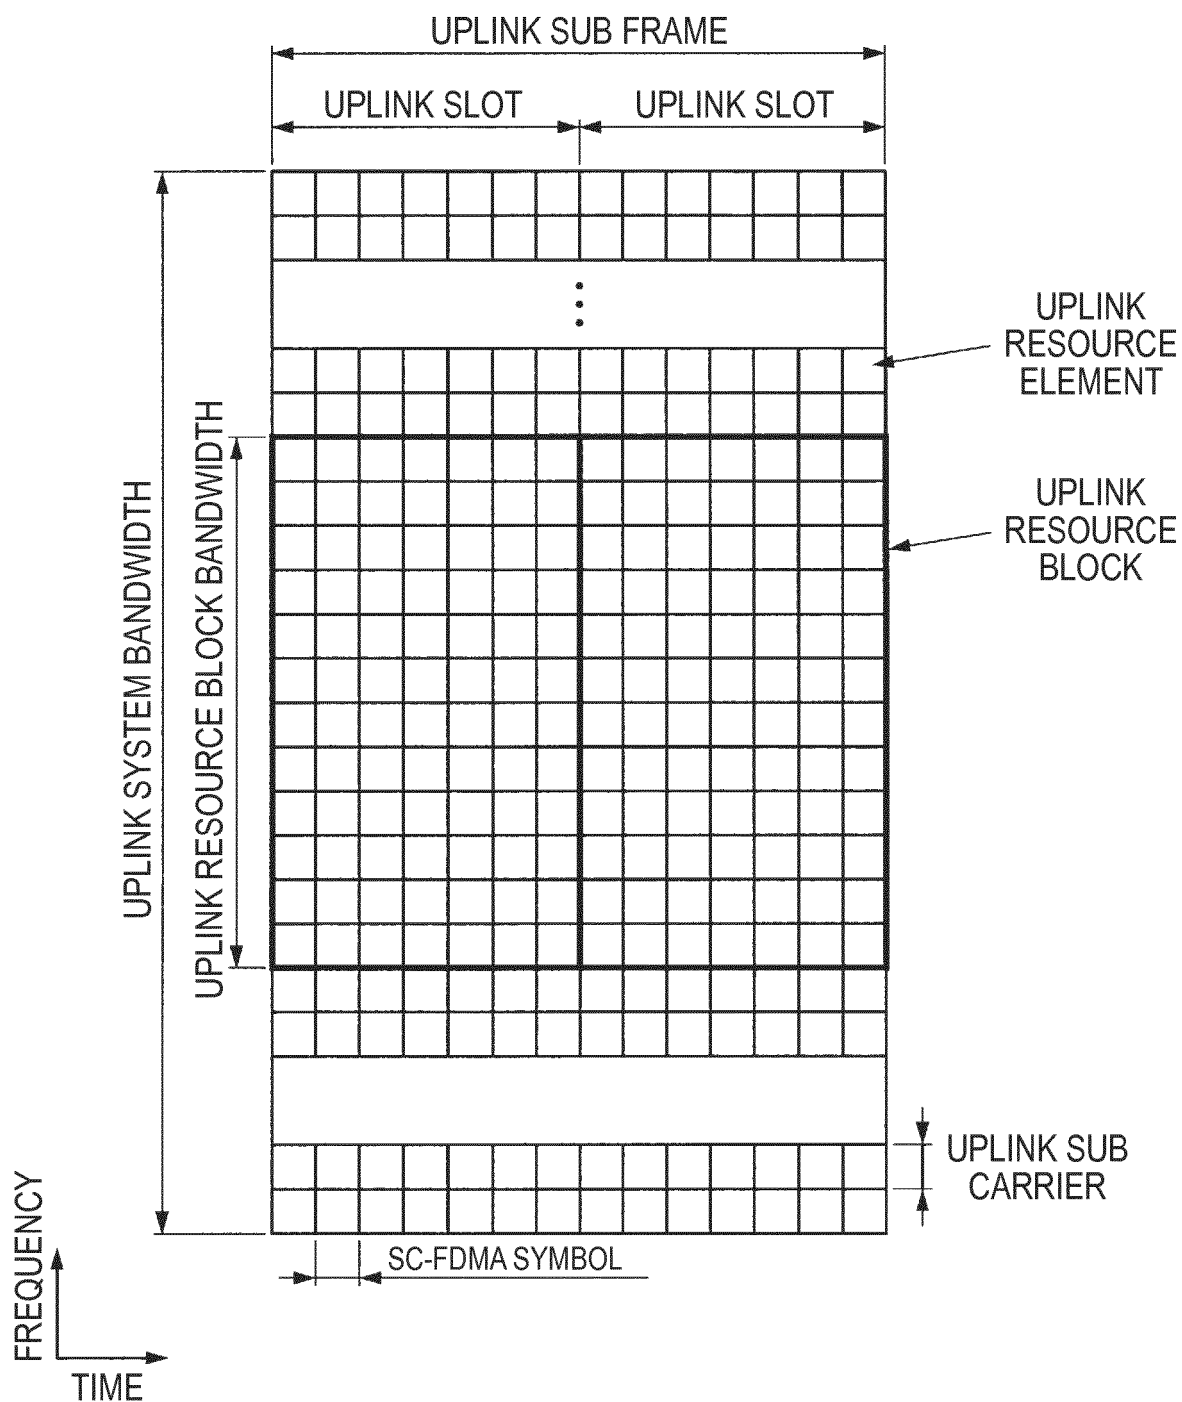 UPLINK SUB FRAME
UPLINK SLOT
UPLINK SLOT
UPLINK
RESOURCE
ELEMENT
UPLINK
RESOURCE
BLOCK
UPLINK SYSTEM BANDWIDTH
UPLINK RESOURCE BLOCK BANDWIDTH
UPLINK SUB
CARRIER
SC-FDMA SYMBOL
FREQUENCY
TIME